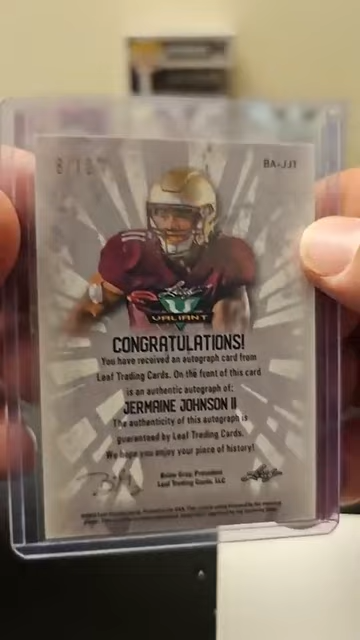 BA-JJ1
Leaf
VALIANT
CONGRATULATIONS!
You have received an autograph card from
Leaf Trading Cards. On the front of this card
is an authentic autograph of:
JERMAINE JOHNSON II
The authenticity of this autograph is
guaranteed by Leaf Trading Cards.
We hope you enjoy your piece of history!
Brian Gray, President
Leaf Trading Cards, LLC
Leaf